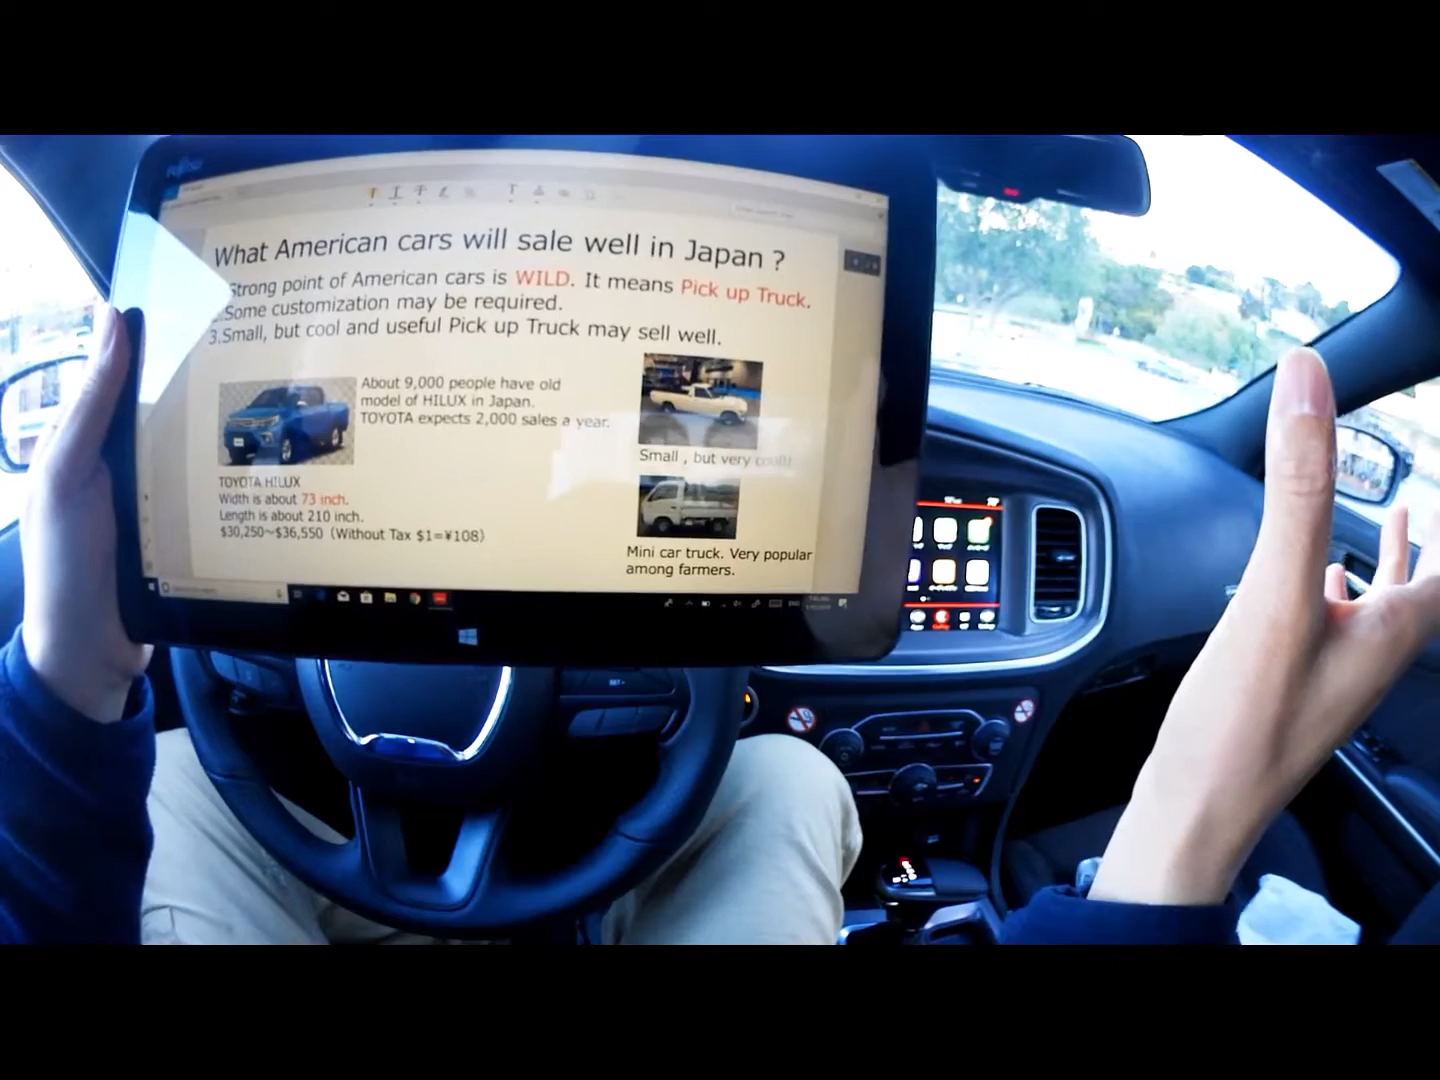 What American cars will sale well in Japan ?
Strong point of American cars is WILD. It means Pick up Truck.
.Some customization may be required.
3.Small, but cool and useful Pick up Truck may sell well.
About 9,000 people have old
model of HILUX in Japan.
TOYOTA expects 2,000 sales a year.
Small , but very cool!!
TOYOTA HILUX
Width is about 73 inch.
Length is about 210 inch.
$30,250~$36,550 (Without Tax $1=¥108)
Mini car truck. Very popular
among farmers.